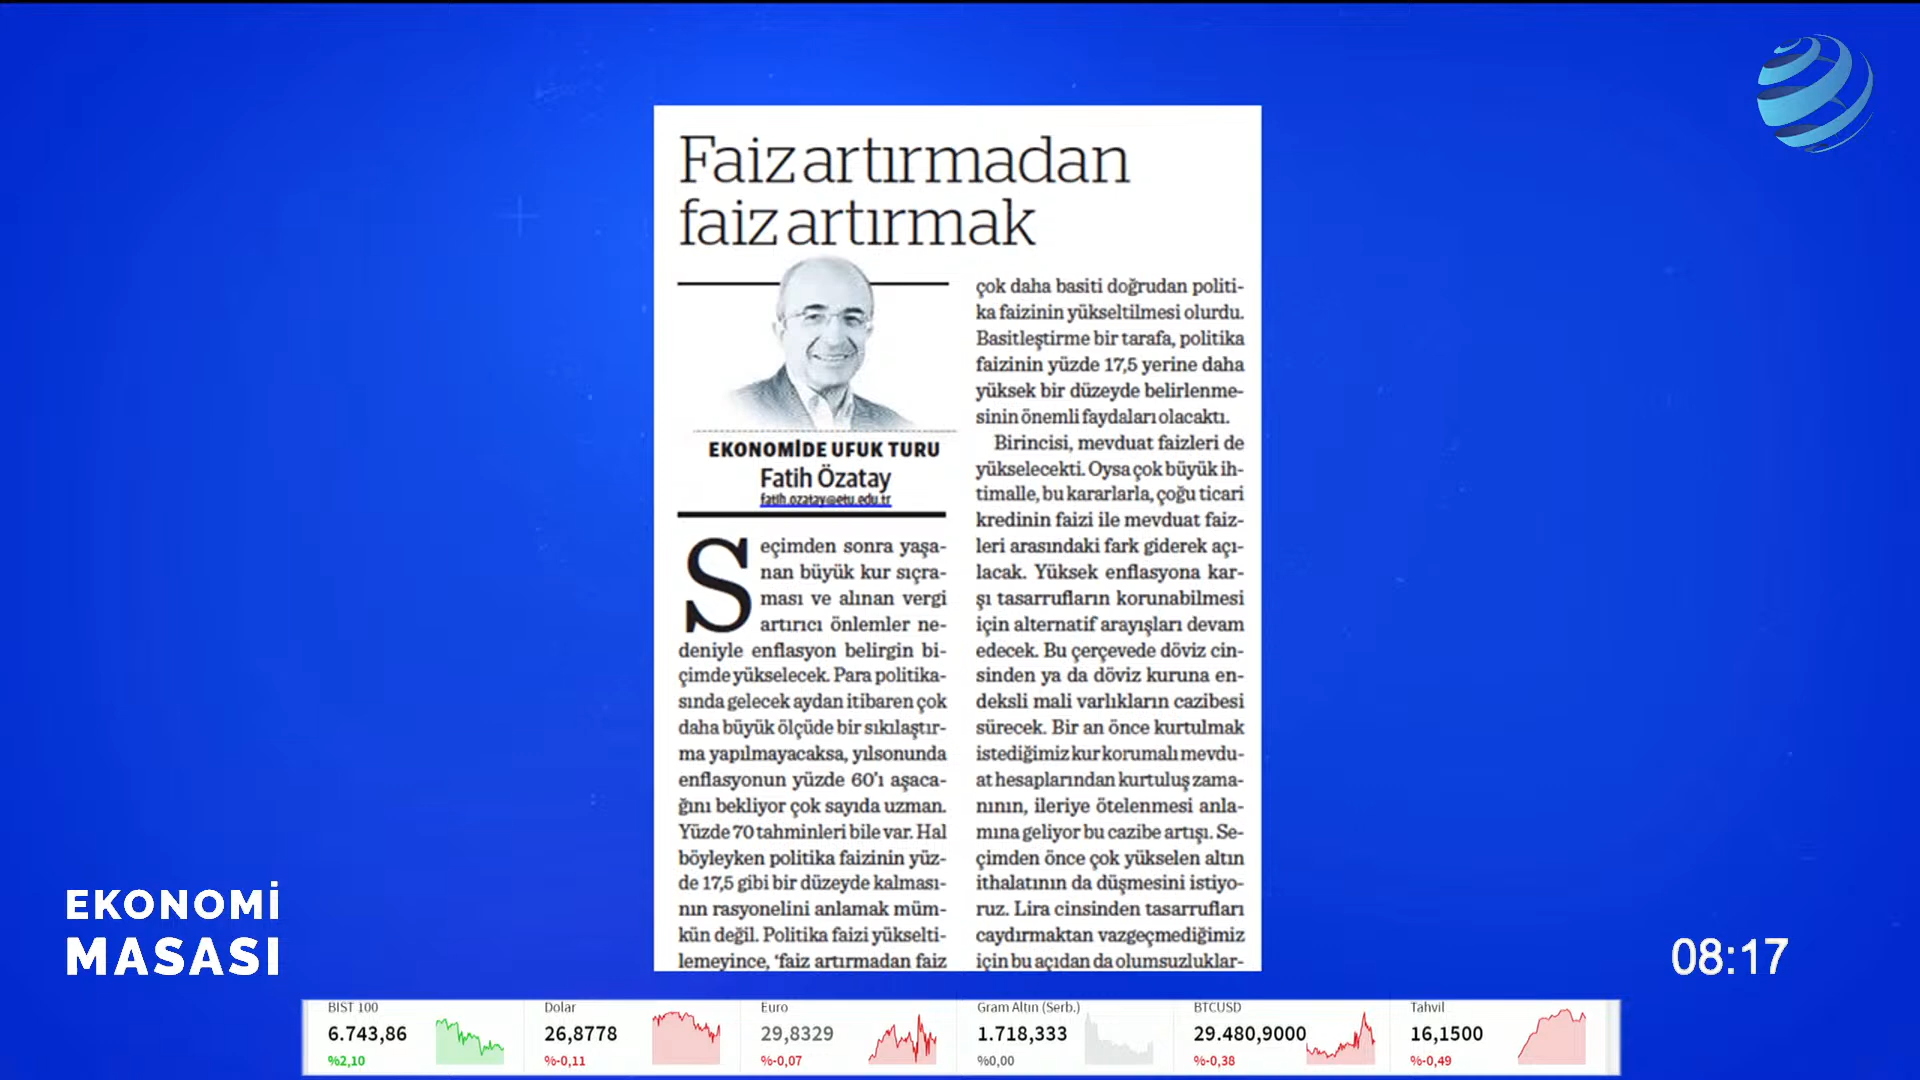 Faiz artırmadan
faiz artırmak
EKONOMİDE UFUK TURU
Fatih Özatay
fatih.ozatay@etu.edu.tr
Seçimden sonra yaşa-
nan büyük kur sıçra-
ması ve alınan vergi
artırıcı önlemler ne-
deniyle enflasyon belirgin bi-
çimde yükselecek. Para politika-
sında gelecek aydan itibaren çok
daha büyük ölçüde bir sıkılaştır-
ma yapılmayacaksa, yılsonunda
enflasyonun yüzde 60'ı aşaca-
ğını bekliyor çok sayıda uzman.
Yüzde 70 tahminleri bile var. Hal
böyleyken politika faizinin yüz-
de 17,5 gibi bir düzeyde kalması-
nın rasyonelini anlamak müm-
kün değil. Politika faizi yükselti-
lemeyince, 'faiz artırmadan faiz
çok daha basiti doğrudan politi-
ka faizinin yükseltilmesi olurdu.
Basitleştirme bir tarafa, politika
faizinin yüzde 17,5 yerine daha
yüksek bir düzeyde belirlenme-
sinin önemli faydaları olacaktı.
Birincisi, mevduat faizleri de
yükselecekti. Oysa çok büyük ih-
timalle, bu kararlarla, çoğu ticari
kredinin faizi ile mevduat faiz-
leri arasındaki fark giderek açı-
lacak. Yüksek enflasyona kar-
şı tasarrufların korunabilmesi
için alternatif arayışları devam
edecek. Bu çerçevede döviz cin-
sinden ya da döviz kuruna en-
deksli mali varlıkların cazibesi
sürecek. Bir an önce kurtulmak
istediğimiz kur korumalı mevdu-
at hesaplarından kurtuluş zama-
nının, ileriye ötelenmesi anla-
mına geliyor bu cazibe artışı. Se-
çimden önce çok yükselen altın
ithalatının da düşmesini istiyo-
ruz. Lira cinsinden tasarrufları
caydırmaktan vazgeçmediğimiz
için bu açıdan da olumsuzluklar-
EKONOMİ
MASASI
08:17
BIST 100
6.743,86
%2,10
Dolar
26,8778
%-0,11
Euro
29,8329
%-0,07
Gram Altın (Serb.)
1.718,333
%0,00
BTCUSD
29.480,9000
%-0,38
Tahvil
16,1500
%-0,49